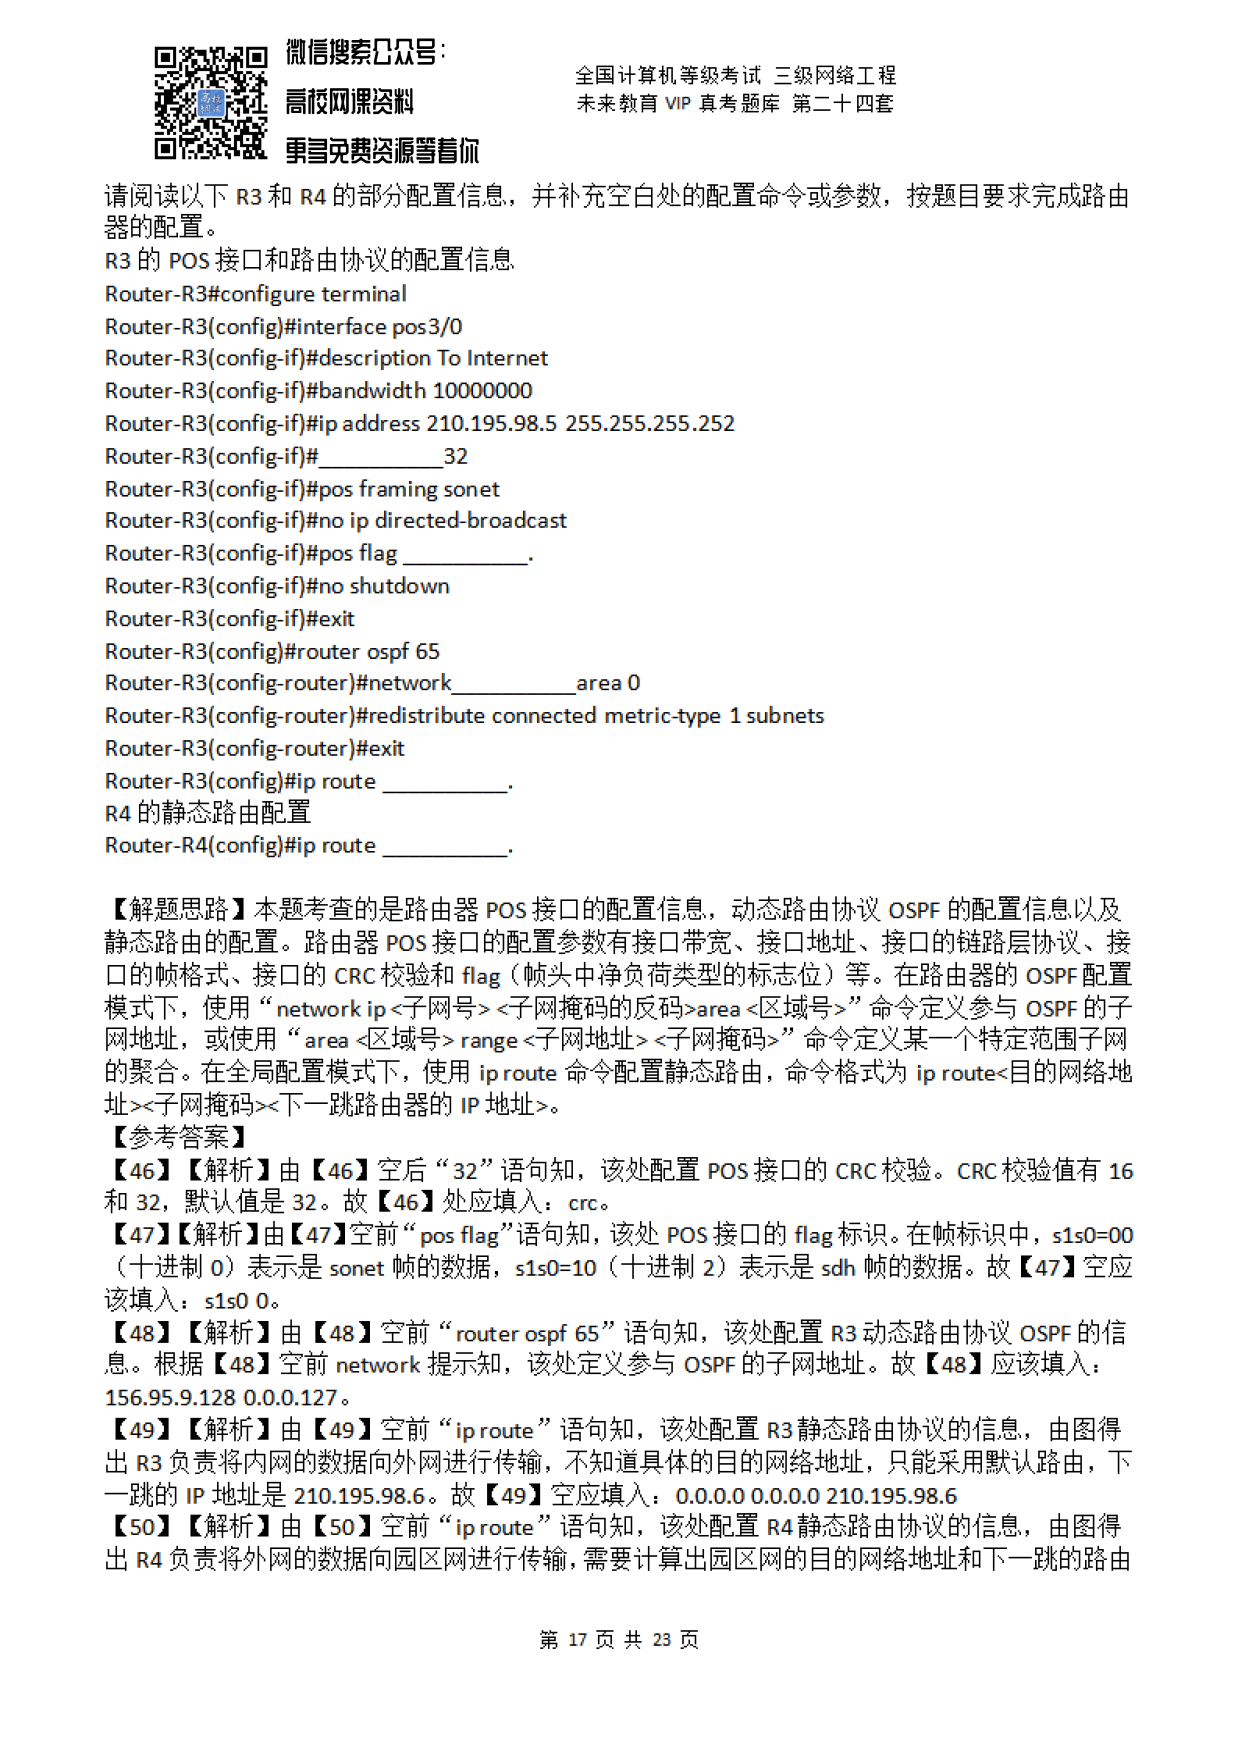 微信搜索公众号：
高校网课资料
更多免费资源等着你
全国计算机等级考试 三级网络工程
未来教育 VIP 真考题库 第二十四套
请阅读以下 R3 和 R4 的部分配置信息，并补充空白处的配置命令或参数，按题目要求完成路由
器的配置。
R3 的 POS 接口和路由协议的配置信息
Router-R3#configure terminal
Router-R3(config)#interface pos3/0
Router-R3(config-if)#description To Internet
Router-R3(config-if)#bandwidth 10000000
Router-R3(config-if)#ip address 210.195.98.5 255.255.255.252
Router-R3(config-if)#__________32
Router-R3(config-if)#pos framing sonet
Router-R3(config-if)#no ip directed-broadcast
Router-R3(config-if)#pos flag __________.
Router-R3(config-if)#no shutdown
Router-R3(config-if)#exit
Router-R3(config)#router ospf 65
Router-R3(config-router)#network__________area 0
Router-R3(config-router)#redistribute connected metric-type 1 subnets
Router-R3(config-router)#exit
Router-R3(config)#ip route __________.
R4 的静态路由配置
Router-R4(config)#ip route __________.
【解题思路】本题考查的是路由器 POS 接口的配置信息，动态路由协议 OSPF 的配置信息以及
静态路由的配置。路由器 POS 接口的配置参数有接口带宽、接口地址、接口的链路层协议、接
口的帧格式、接口的 CRC 校验和 flag（帧头中净负荷类型的标志位）等。在路由器的 OSPF 配置
模式下，使用“network ip <子网号> <子网掩码的反码>area <区域号>”命令定义参与 OSPF 的子
网地址，或使用“area <区域号> range <子网地址> <子网掩码>”命令定义某一个特定范围子网
的聚合。在全局配置模式下，使用 ip route 命令配置静态路由，命令格式为 ip route<目的网络地
址><子网掩码><下一跳路由器的 IP 地址>。
【参考答案】
【46】【解析】由【46】空后“32”语句知，该处配置 POS 接口的 CRC 校验。CRC 校验值有 16
和 32，默认值是 32。故【46】处应填入：crc。
【47】【解析】由【47】空前“pos flag”语句知，该处 POS 接口的 flag 标识。在帧标识中，s1s0=00
（十进制 0）表示是 sonet 帧的数据，s1s0=10（十进制 2）表示是 sdh 帧的数据。故【47】空应
该填入：s1s0 0。
【48】【解析】由【48】空前“router ospf 65”语句知，该处配置 R3 动态路由协议 OSPF 的信
息。根据【48】空前 network 提示知，该处定义参与 OSPF 的子网地址。故【48】应该填入：
156.95.9.128 0.0.0.127。
【49】【解析】由【49】空前“ip route”语句知，该处配置 R3 静态路由协议的信息，由图得
出 R3 负责将内网的数据向外网进行传输，不知道具体的目的网络地址，只能采用默认路由，下
一跳的 IP 地址是 210.195.98.6。故【49】空应填入：0.0.0.0 0.0.0.0 210.195.98.6
【50】【解析】由【50】空前“ip route”语句知，该处配置 R4 静态路由协议的信息，由图得
出 R4 负责将外网的数据向园区网进行传输，需要计算出园区网的目的网络地址和下一跳的路由
第 17 页 共 23 页